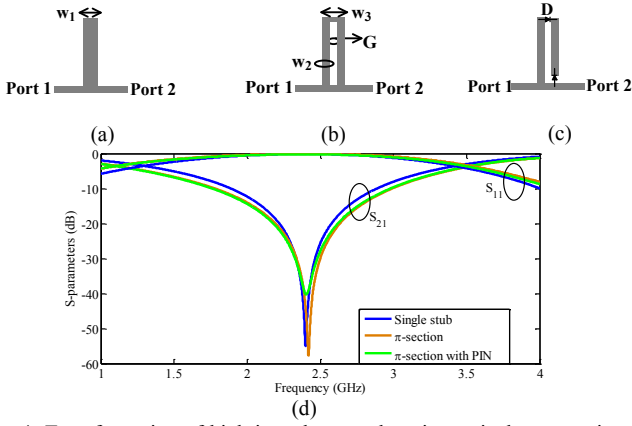 w1
w3
G
w2
D
Port 1
Port 2
Port 1
Port 2
Port 1
Port 2
(a)
(b)
(c)
0
-10
-20
-30
-40
-50
-60
S-parameters (dB)
S11
S21
Single stub
π-section
π-section with PIN
1
1.5
2
2.5
3
3.5
4
Frequency (GHz)
(d)